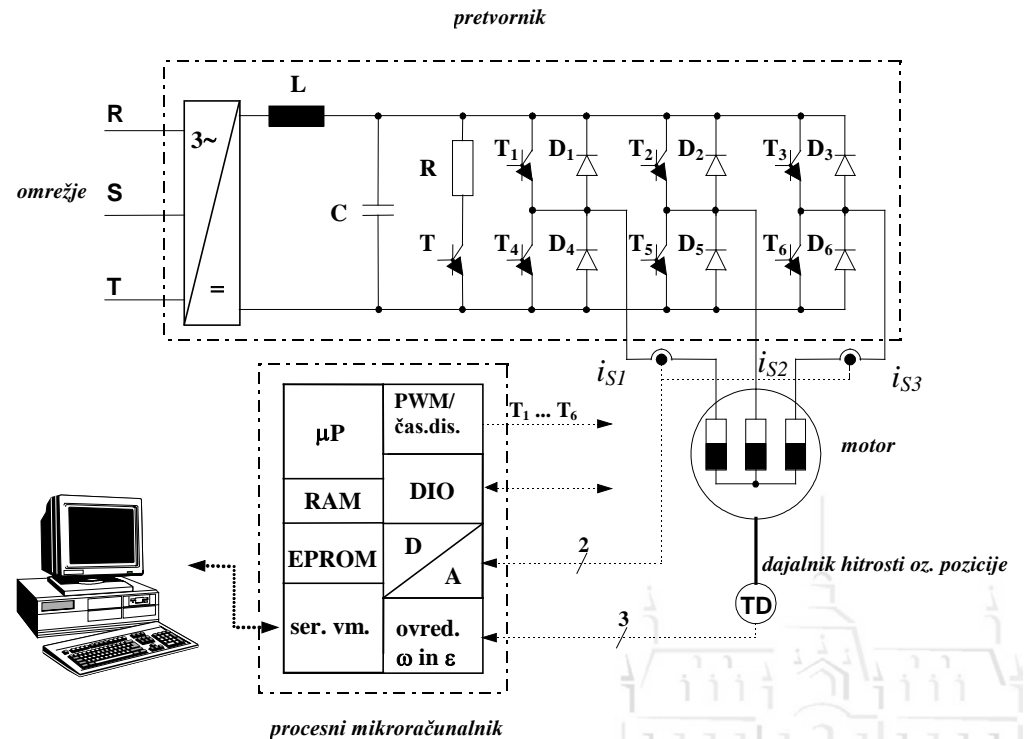 pretvornik
L
R
3~
T₁ D₁ T₂ D₂ T₃ D₃
R
omrežje
S
C
T T₄ D₄ T₅ D₅ T₆ D₆
T
=
iS1 iS2 iS3
μP
PWM/
čas.dis.
T₁ ... T₆
motor
RAM
DIO
EPROM
D
A
2
dajalnik hitrosti oz. pozicije
TD
ser. vm.
ovred.
ω in ε
3
procesni mikroračunalnik